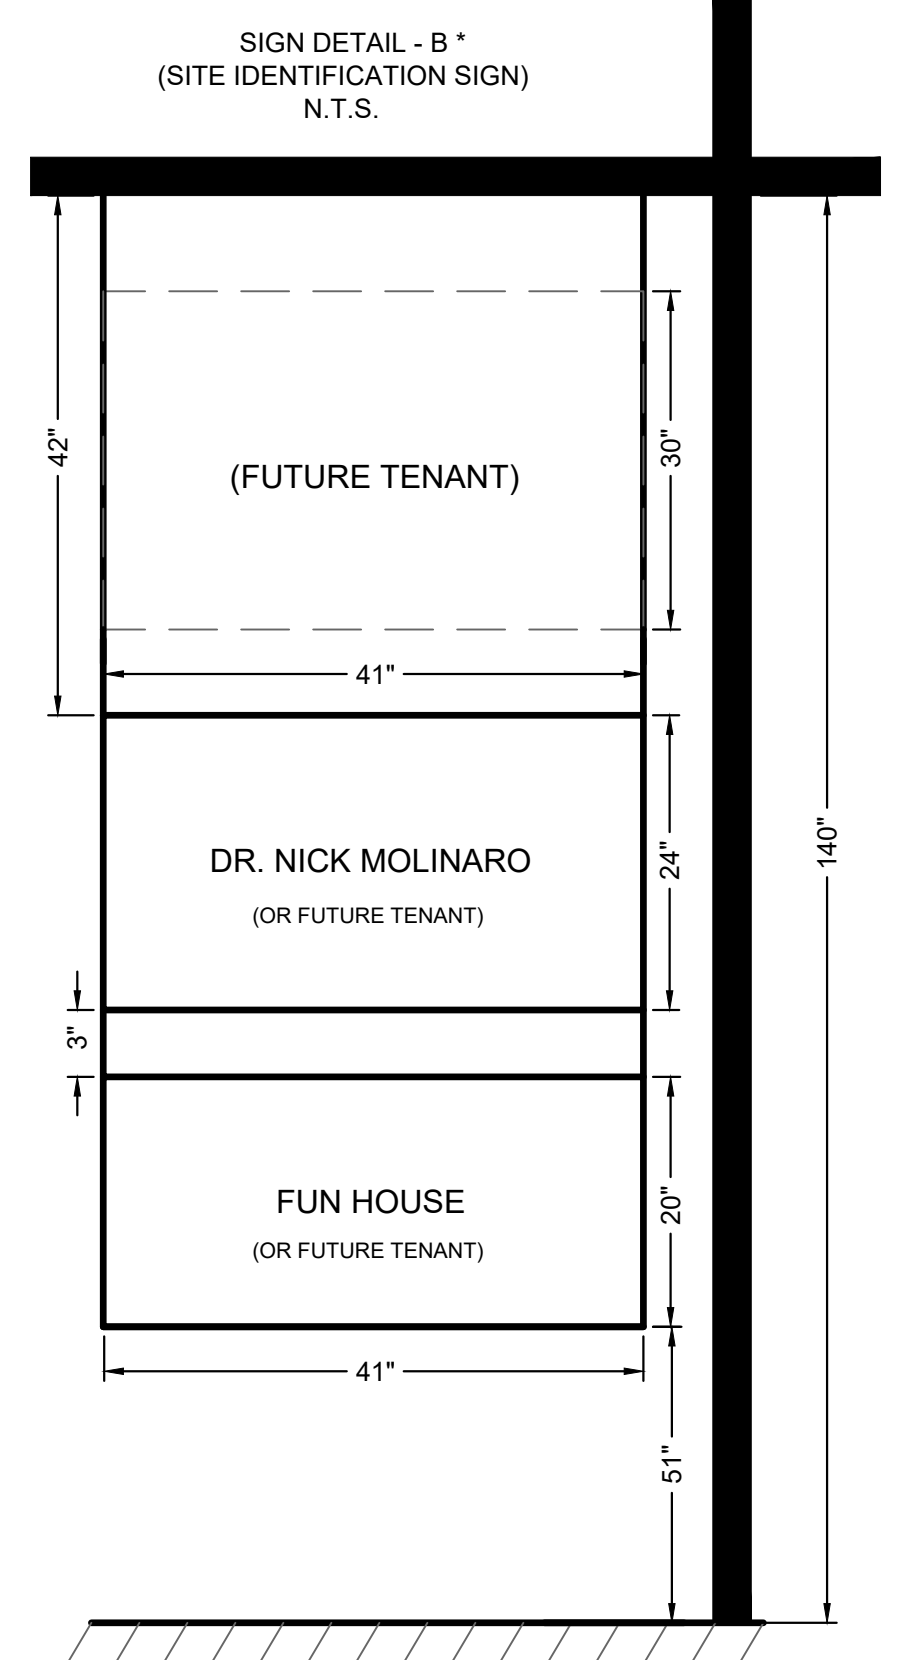 SIGN DETAIL - B *
(SITE IDENTIFICATION SIGN)
N.T.S.
42"
(FUTURE TENANT)
30"
41"
DR. NICK MOLINARO
(OR FUTURE TENANT)
24"
140"
3"
FUN HOUSE
(OR FUTURE TENANT)
20"
41"
51"